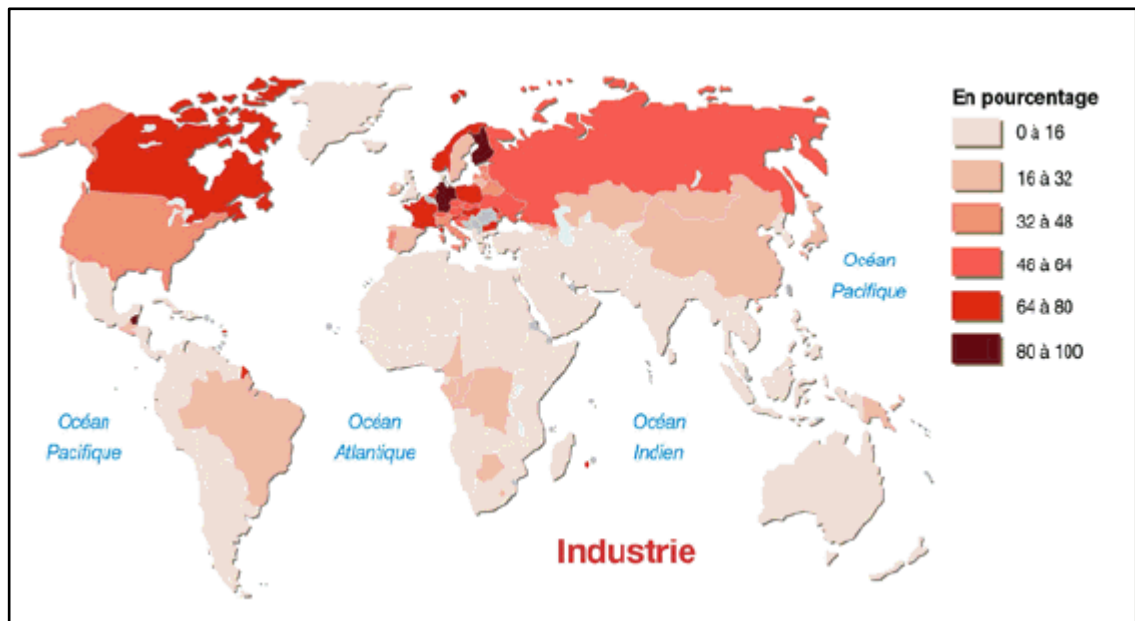 En pourcentage
0 à 16
16 à 32
32 à 48
46 à 64
64 à 80
80 à 100
Océan
Pacifique
Océan
Pacifique
Océan
Atlantique
Océan
Indien
Industrie